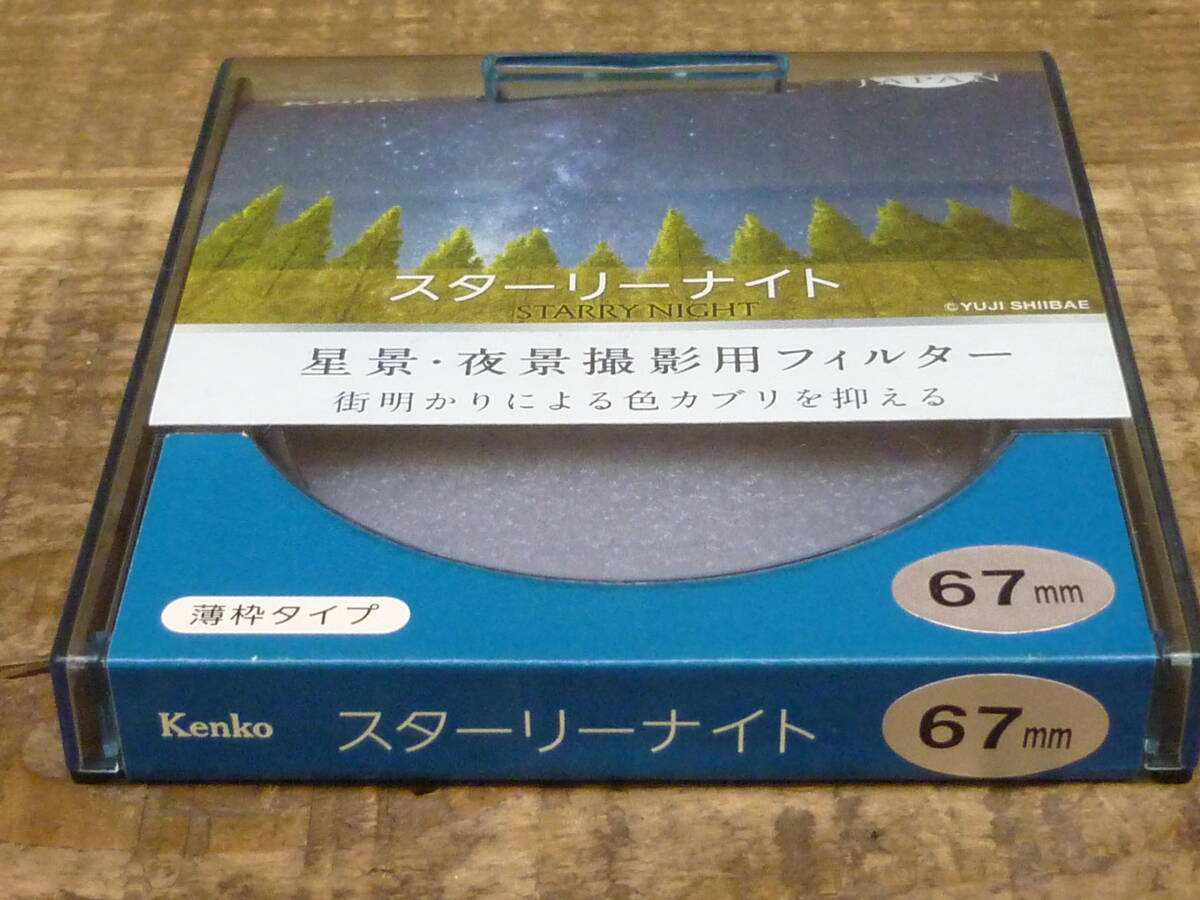 JAPAN
スターリーナイト
STARRY NIGHT
©YUJI SHIIBAE
星景・夜景撮影用フィルター
街明かりによる色カブリを抑える
67mm
薄枠タイプ
Kenko スターリーナイト 67mm